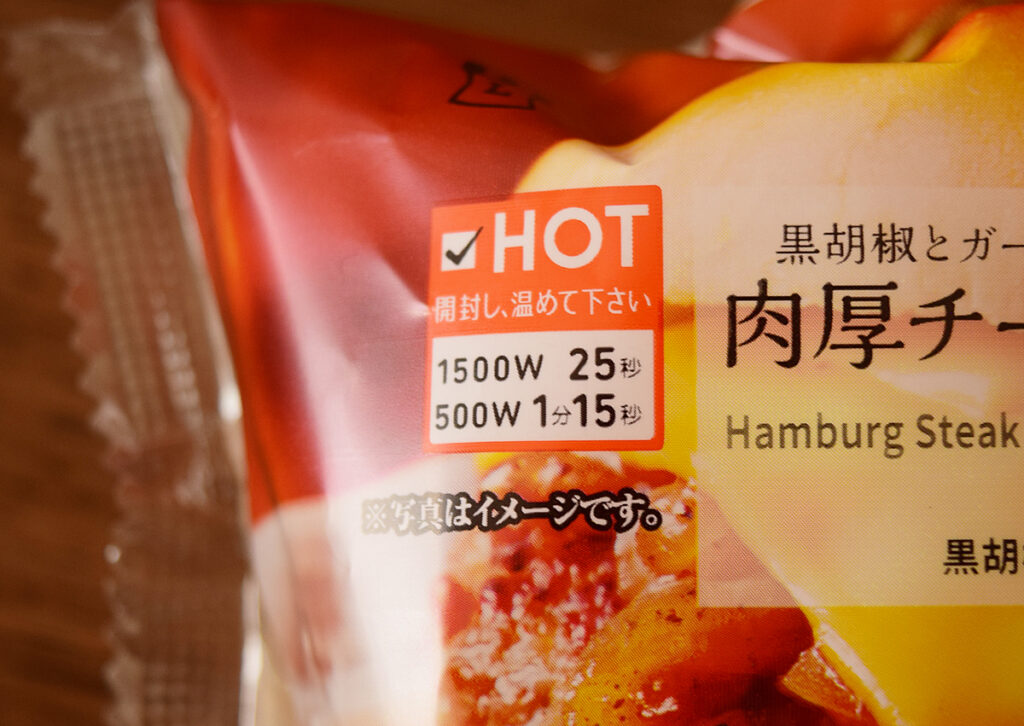 HOT
開封し、温めて下さい
1500W 25秒
500W 1分15秒
※写真はイメージです。
黒胡椒とガー
肉厚チー
Hamburg Steak
黒胡